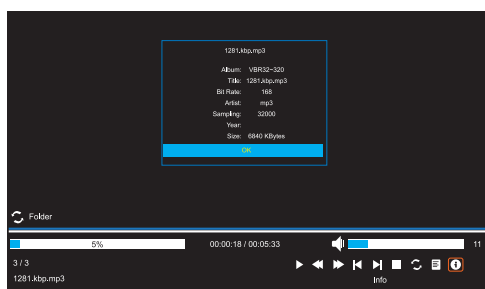 1281.kbp.mp3
Album: VBR32~320
Title: 1281.kbp.mp3
Bit Rate: 168
Artist: mp3
Sampling: 32000
Year:
Size: 6840 KBytes
OK
Folder
5% 00:00:18 / 00:05:33 11
3 / 3
1281.kbp.mp3 Info